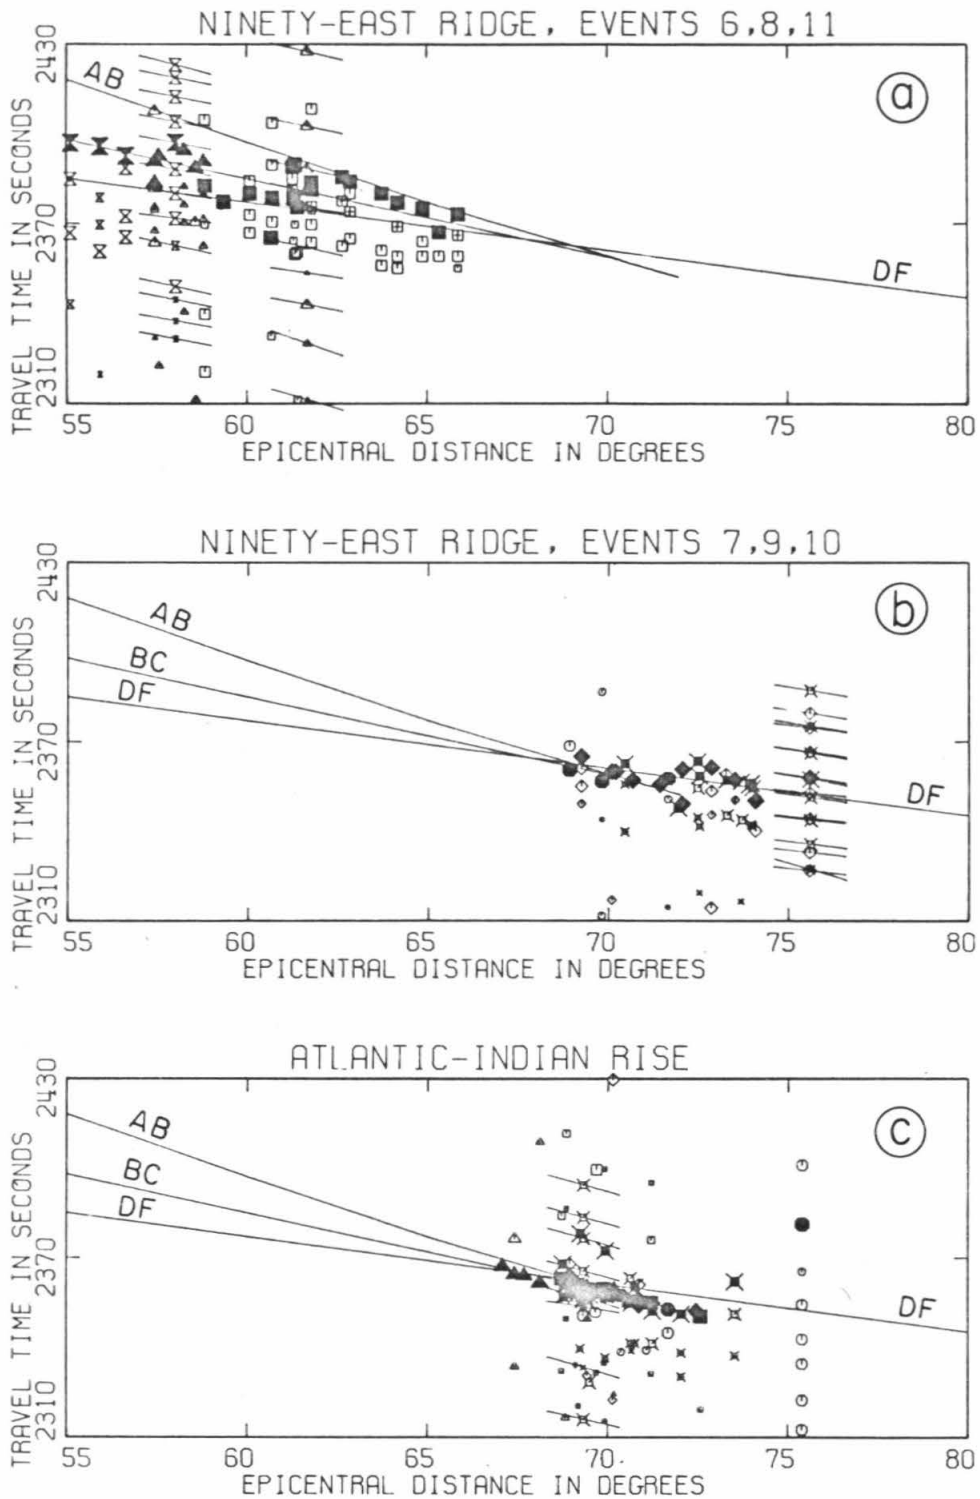 NINETY-EAST RIDGE, EVENTS 6,8,11
2430
2370
2310
TRAVEL TIME IN SECONDS
AB
a
DF
55 60 65 70 75 80
EPICENTRAL DISTANCE IN DEGREES
NINETY-EAST RIDGE, EVENTS 7,9,10
2430
2370
2310
TRAVEL TIME IN SECONDS
AB
BC
DF
b
DF
55 60 65 70 75 80
EPICENTRAL DISTANCE IN DEGREES
ATLANTIC-INDIAN RISE
2430
2370
2310
TRAVEL TIME IN SECONDS
AB
BC
DF
c
DF
55 60 65 70 75 80
EPICENTRAL DISTANCE IN DEGREES